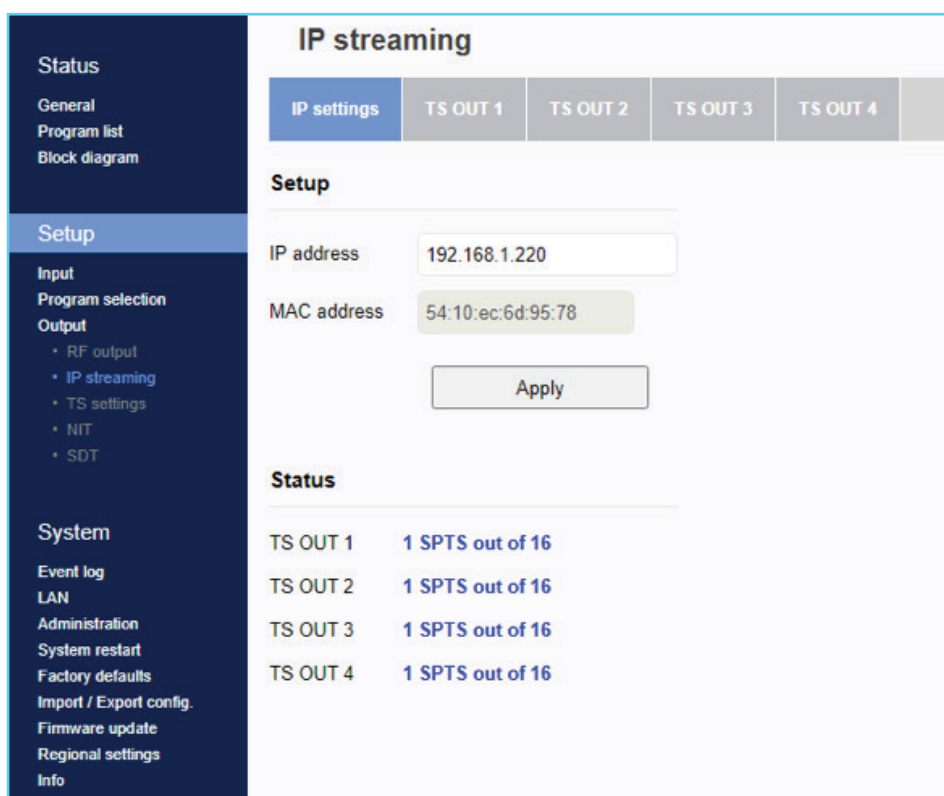 Status
General
Program list
Block diagram
Setup
Input
Program selection
Output
• RF output
• IP streaming
• TS settings
• NIT
• SDT
System
Event log
LAN
Administration
System restart
Factory defaults
Import / Export config.
Firmware update
Regional settings
Info
IP streaming
IP settings TS OUT 1 TS OUT 2 TS OUT 3 TS OUT 4
Setup
IP address 192.168.1.220
MAC address 54:10:ec:6d:95:78
Apply
Status
TS OUT 1 1 SPTS out of 16
TS OUT 2 1 SPTS out of 16
TS OUT 3 1 SPTS out of 16
TS OUT 4 1 SPTS out of 16